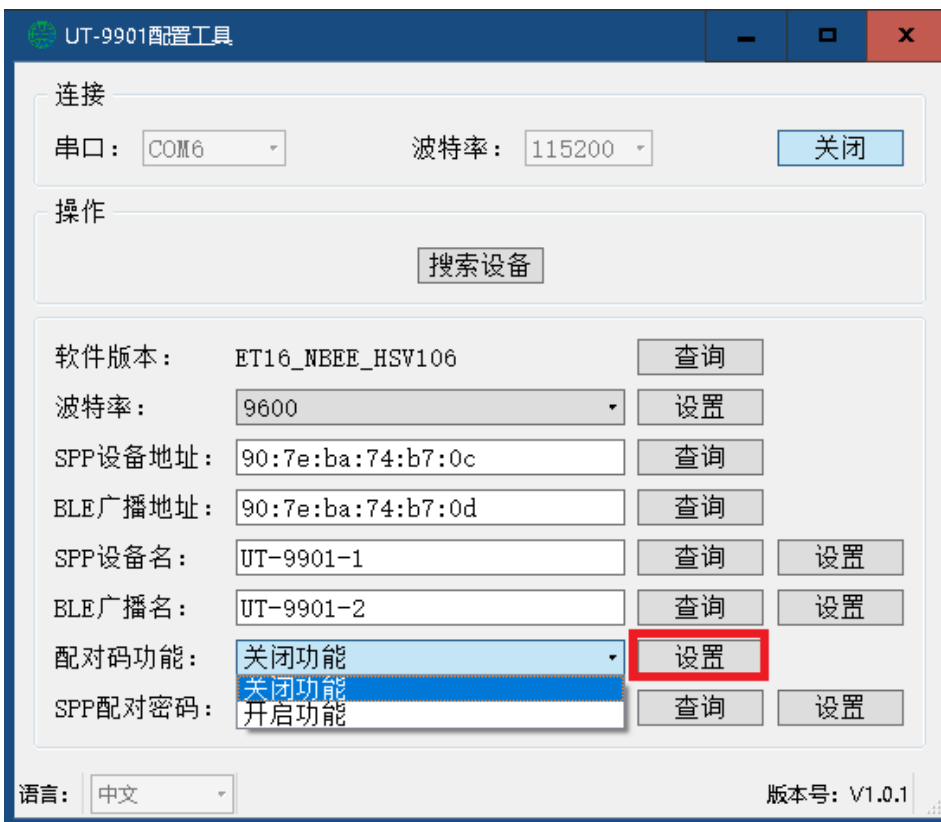 UT-9901配置工具
连接
串口： COM6 波特率： 115200 关闭
操作
搜索设备
软件版本： ET16_NBEE_HSV106 查询
波特率： 9600 设置
SPP设备地址： 90:7e:ba:74:b7:0c 查询
BLE广播地址： 90:7e:ba:74:b7:0d 查询
SPP设备名： UT-9901-1 查询 设置
BLE广播名： UT-9901-2 查询 设置
配对码功能： 关闭功能 设置
关闭功能
SPP配对密码： 开启功能 查询 设置
语言： 中文 版本号：V1.0.1